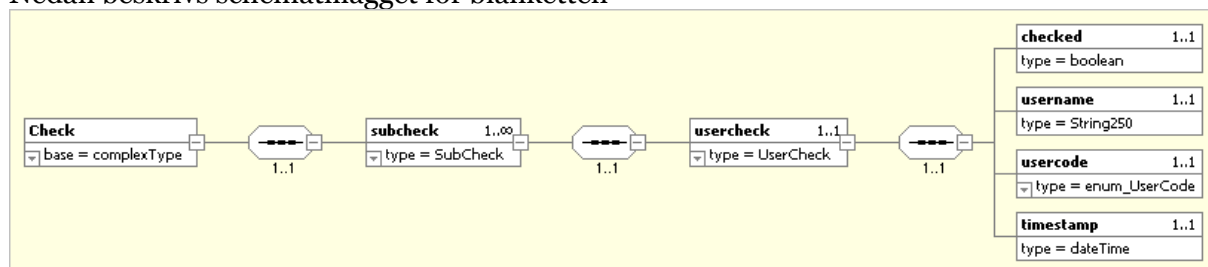 Nedan beskrivs schematillägget för blanketten
checked 1..1
type = boolean
username 1..1
type = String250
Check
base = complexType
1..1
subcheck 1..∞
type = SubCheck
1..1
usercheck 1..1
type = UserCheck
1..1
usercode 1..1
type = enum_UserCode
timestamp 1..1
type = dateTime